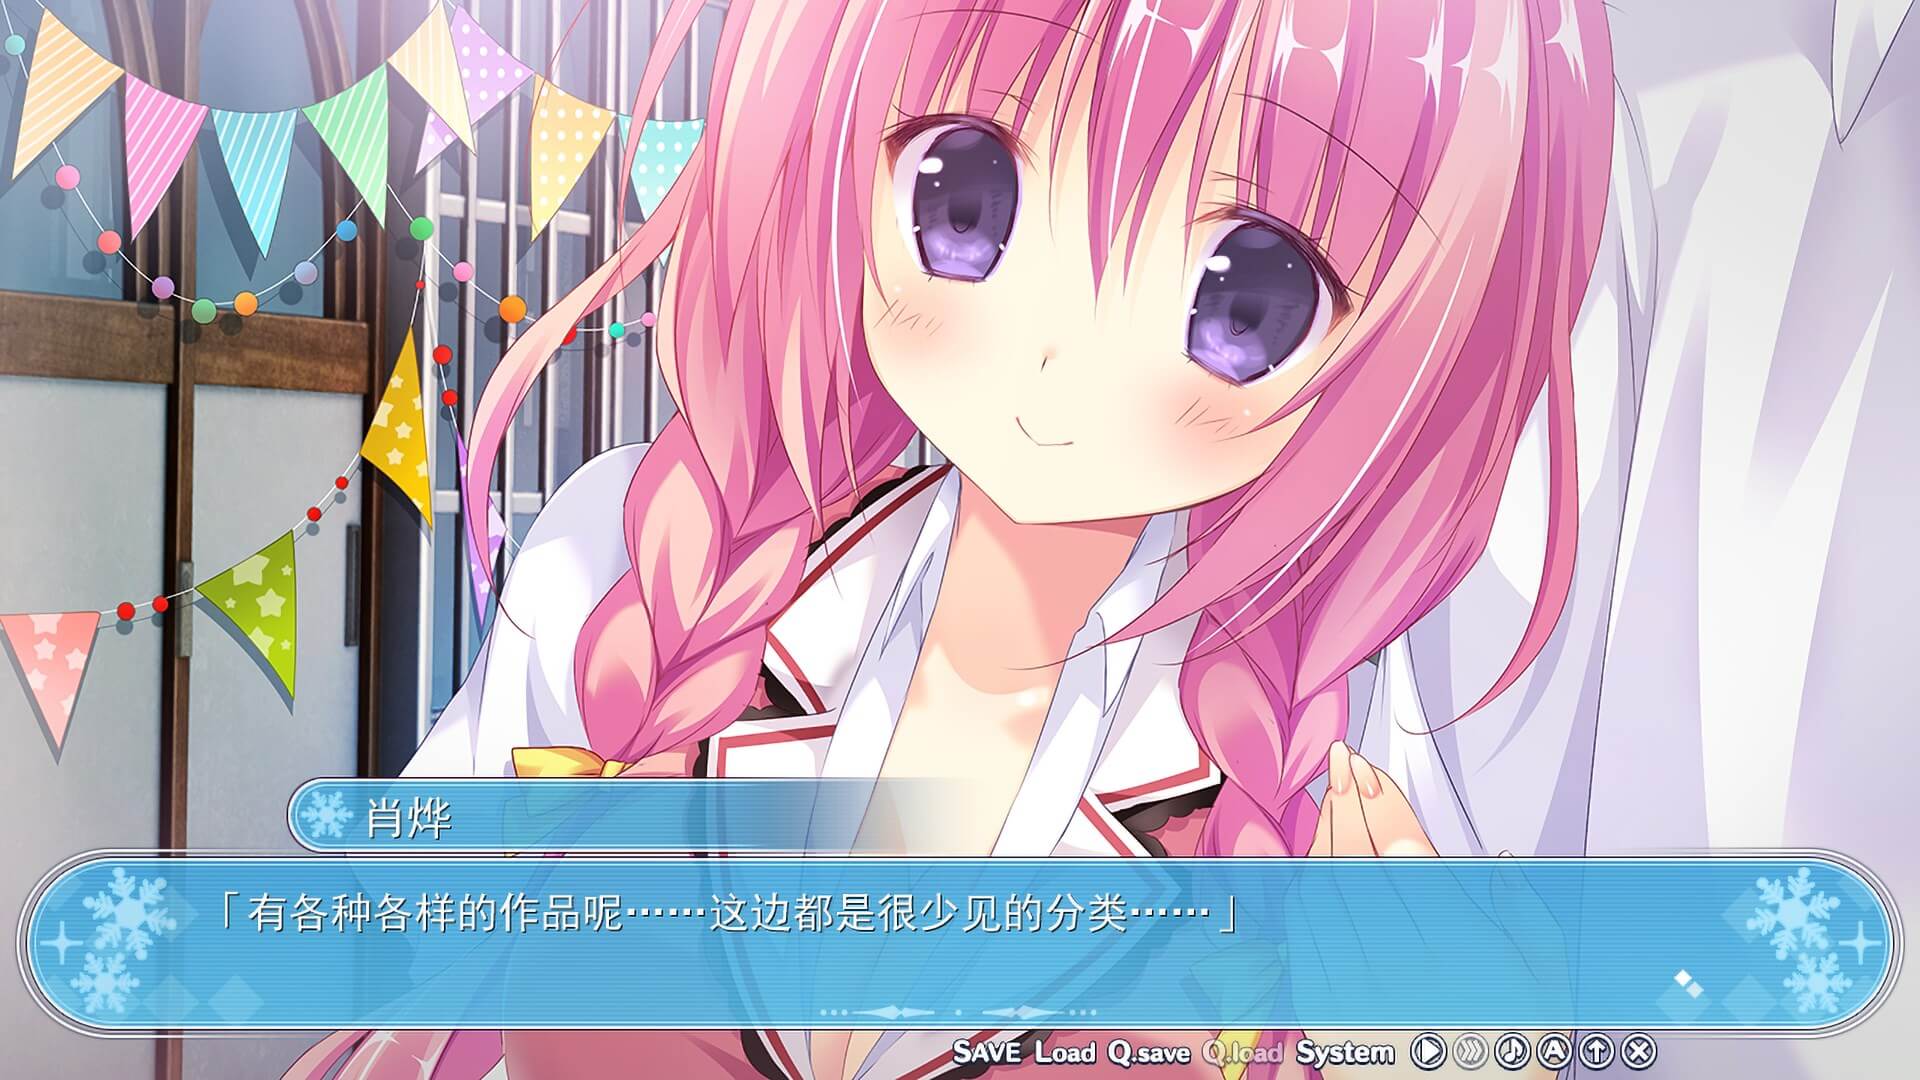 肖烨
「有各种各样的作品呢……这边都是很少见的分类……」
SAVE Load Q.save Q.load System